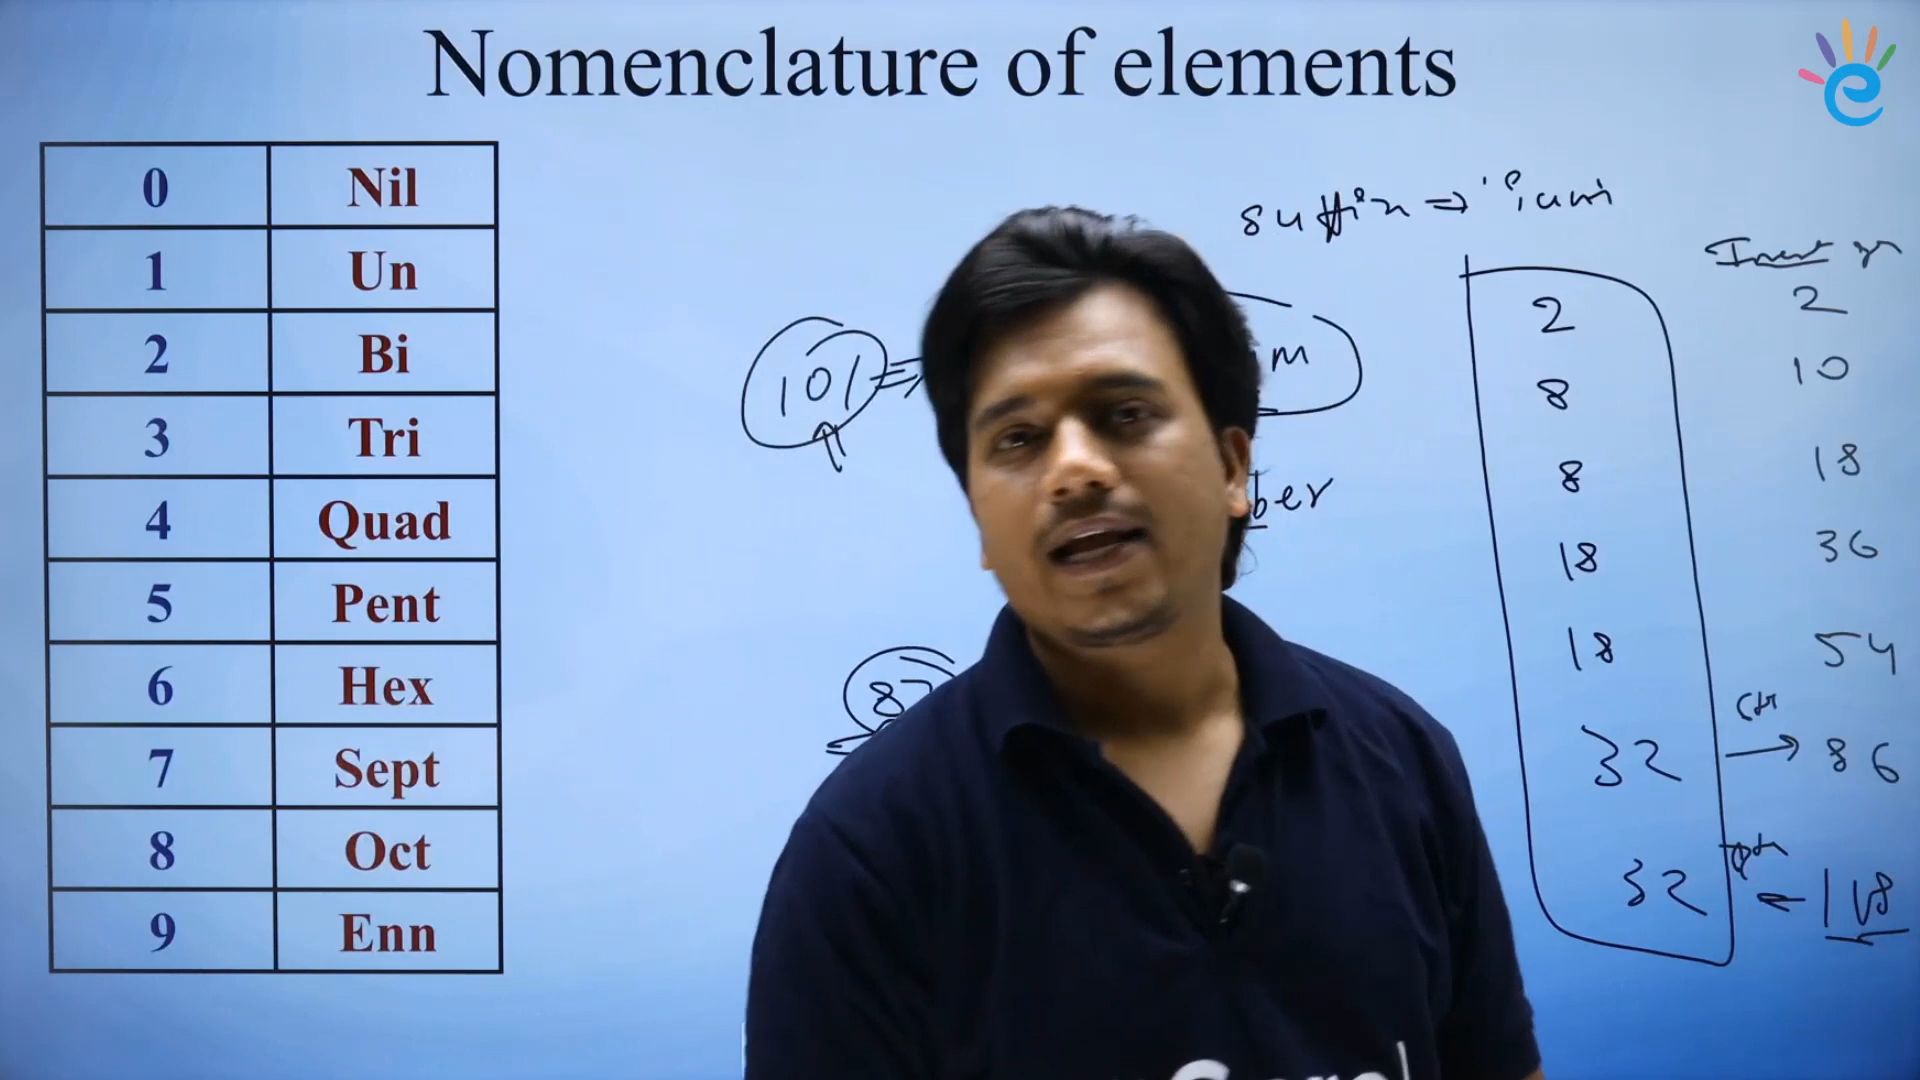 Nomenclature of elements
0 Nil
1 Un
2 Bi
3 Tri
4 Quad
5 Pent
6 Hex
7 Sept
8 Oct
9 Enn
suffix ⇒ 'ium
101 ⇒
m
ber
87
2
8
8
18
18
32
32
Inert
2
10
18
36
54
86
118